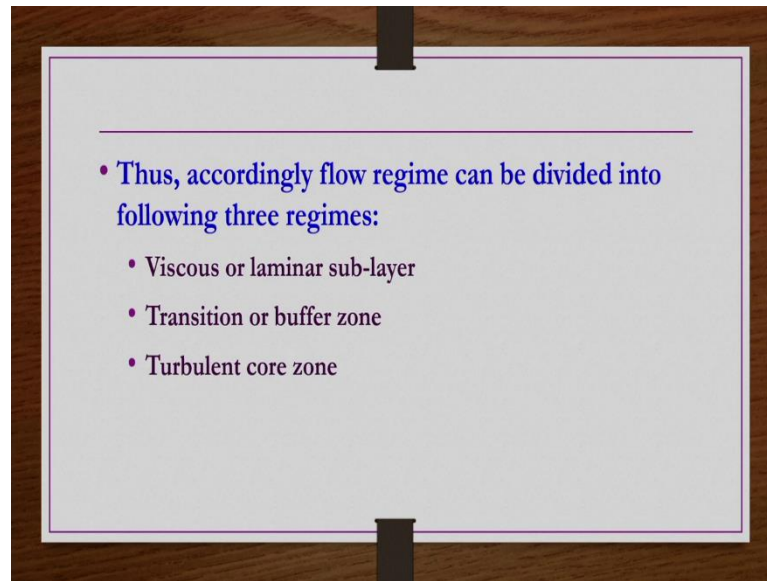 • Thus, accordingly flow regime can be divided into
following three regimes:
• Viscous or laminar sub-layer
• Transition or buffer zone
• Turbulent core zone